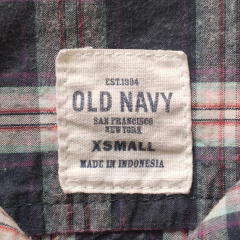 EST.1994
OLD NAVY
SAN FRANCISCO
NEW YORK
XSMALL
MADE IN INDONESIA